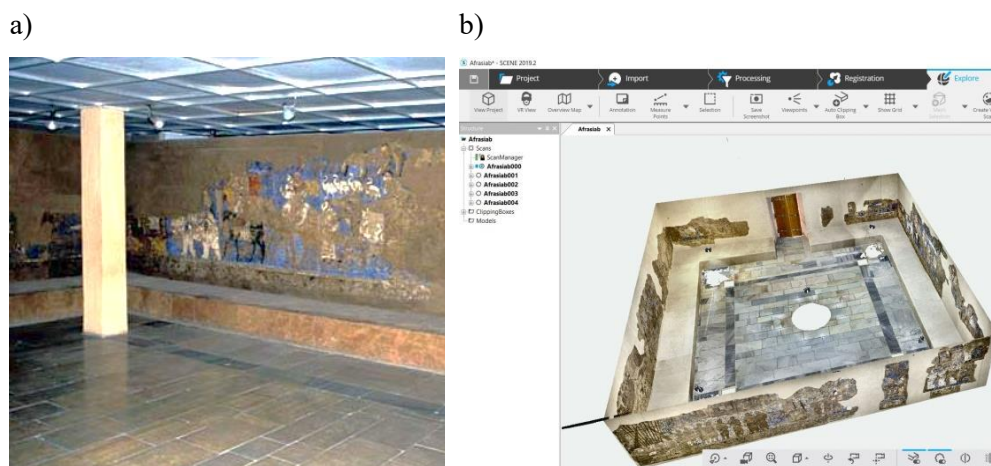 a)
b)
Afrasiab* - SCENE 2019.2
Project
Import
Processing
Registration
Explore
View Project
VR View
Overview Map
Annotation
Measure Points
Selection
Save Screenshot
Viewpoints
Auto Clipping Box
Show Grid
Create
Structure
Afrasiab X
Afrasiab
Scans
ScanManager
Afrasiab000
Afrasiab001
Afrasiab002
Afrasiab003
Afrasiab004
ClippingBoxes
Models